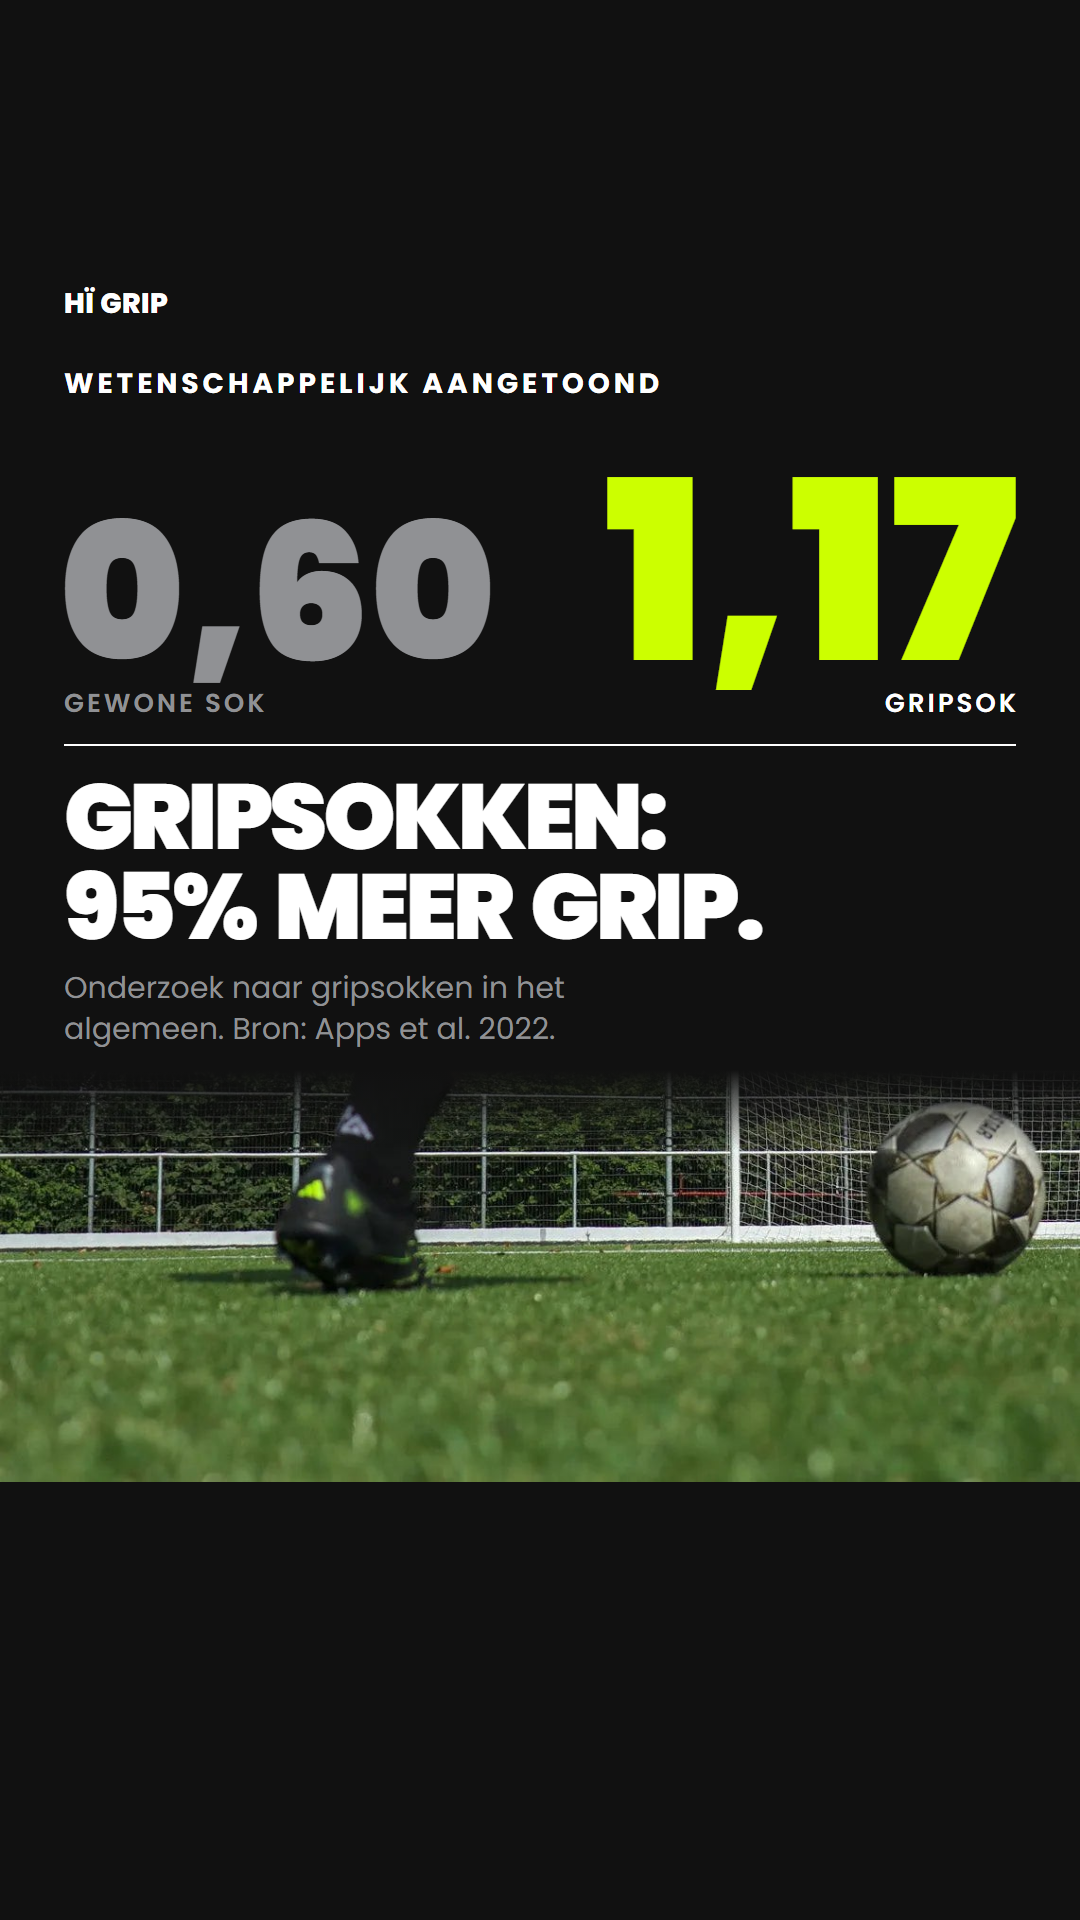 HÏ GRIP
WETENSCHAPPELIJK AANGETOOND
0,60 1,17
GEWONE SOK GRIPSOK
GRIPSOKKEN:
95% MEER GRIP.
Onderzoek naar gripsokken in het
algemeen. Bron: Apps et al. 2022.